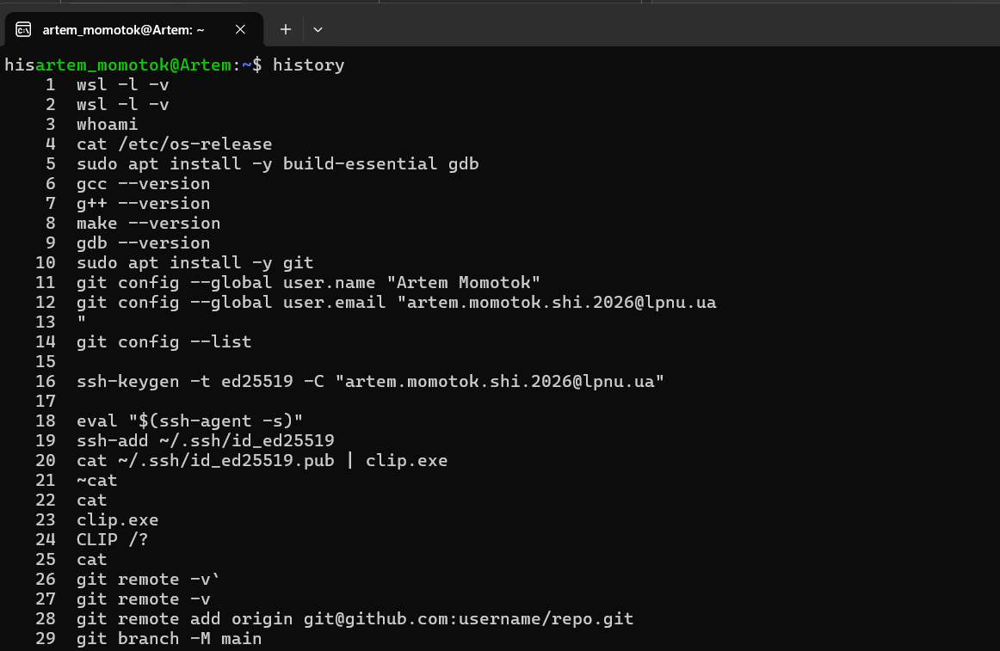 artem_momotok@Artem: ~
hisartem_momotok@Artem:~$ history
1 wsl -l -v
2 wsl -l -v
3 whoami
4 cat /etc/os-release
5 sudo apt install -y build-essential gdb
6 gcc --version
7 g++ --version
8 make --version
9 gdb --version
10 sudo apt install -y git
11 git config --global user.name "Artem Momotok"
12 git config --global user.email "artem.momotok.shi.2026@lpnu.ua
13 "
14 git config --list
15
16 ssh-keygen -t ed25519 -C "artem.momotok.shi.2026@lpnu.ua"
17
18 eval "$(ssh-agent -s)"
19 ssh-add ~/.ssh/id_ed25519
20 cat ~/.ssh/id_ed25519.pub | clip.exe
21 ~cat
22 cat
23 clip.exe
24 CLIP /?
25 cat
26 git remote -v`
27 git remote -v
28 git remote add origin git@github.com:username/repo.git
29 git branch -M main